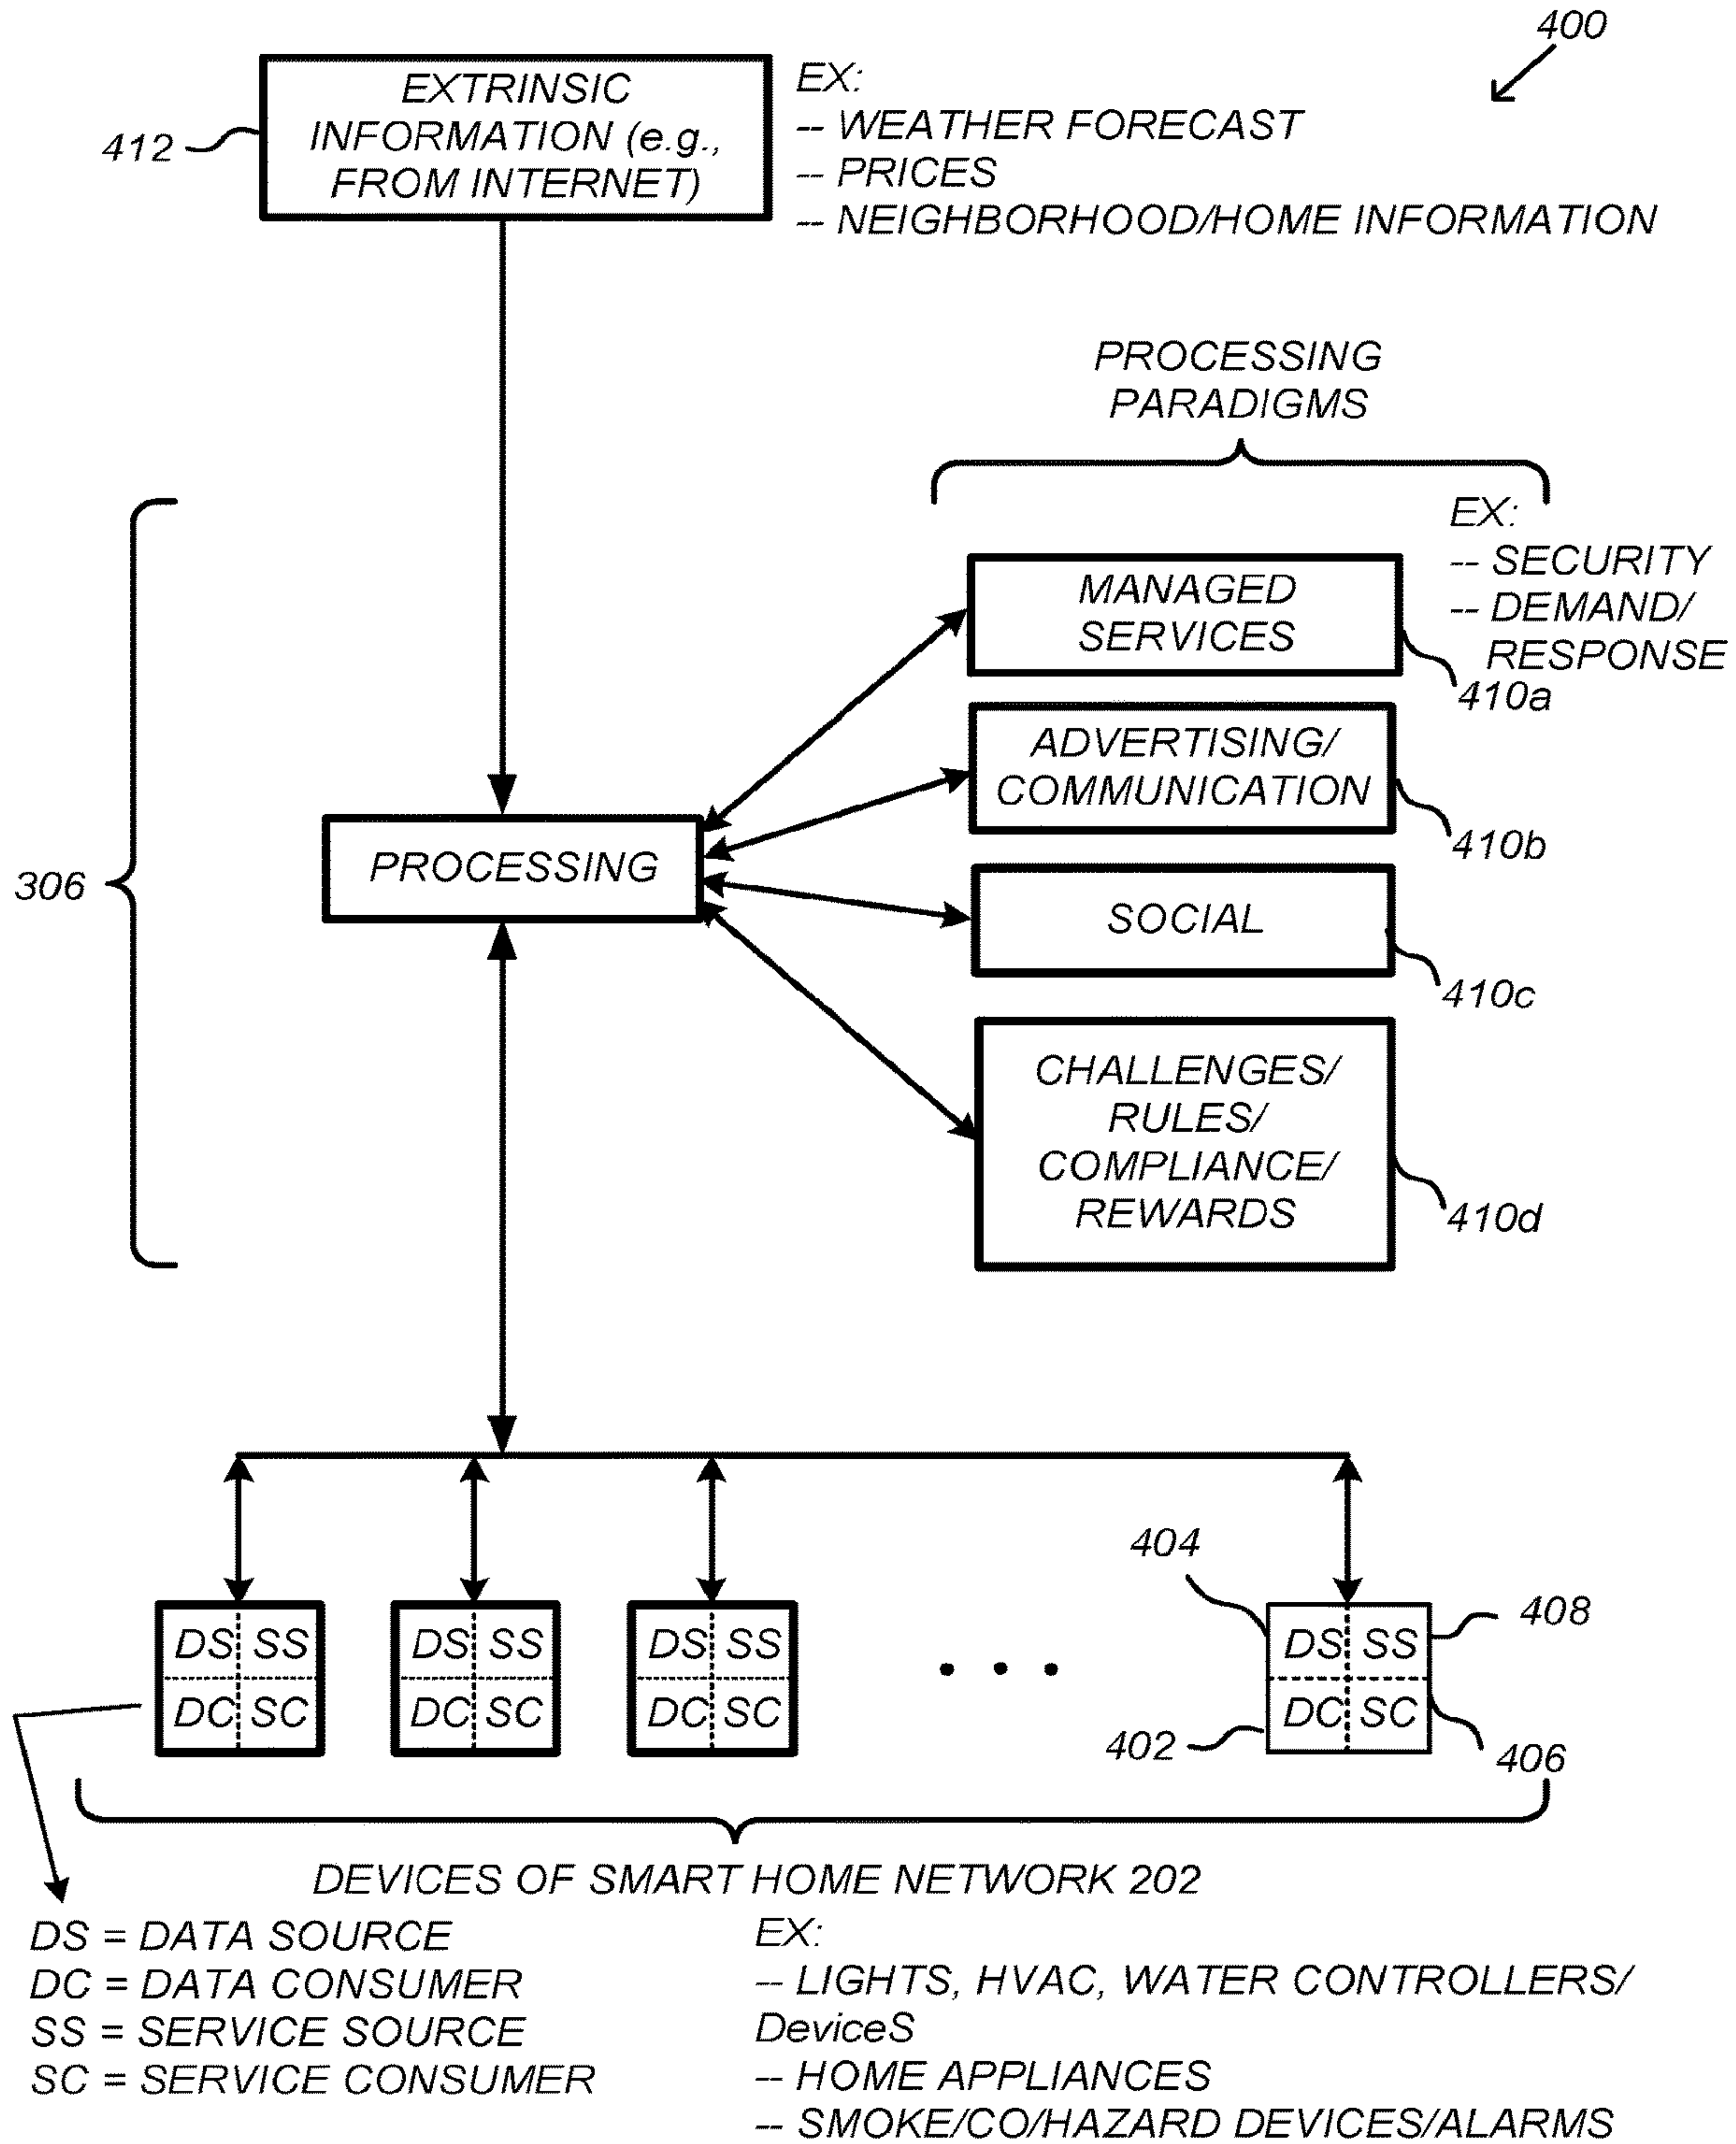 400
EXTRINSIC
INFORMATION (e.g.,
FROM INTERNET)
412
EX:
-- WEATHER FORECAST
-- PRICES
-- NEIGHBORHOOD/HOME INFORMATION
PROCESSING
PARADIGMS
EX:
-- SECURITY
-- DEMAND/
RESPONSE
MANAGED
SERVICES
410a
ADVERTISING/
COMMUNICATION
410b
306
PROCESSING
SOCIAL
410c
CHALLENGES/
RULES/
COMPLIANCE/
REWARDS
410d
404
408
DS SS
DC SC
DS SS
DC SC
DS SS
DC SC
DS SS
DC SC
402
406
DEVICES OF SMART HOME NETWORK 202
DS = DATA SOURCE
DC = DATA CONSUMER
SS = SERVICE SOURCE
SC = SERVICE CONSUMER
EX:
-- LIGHTS, HVAC, WATER CONTROLLERS/
DeviceS
-- HOME APPLIANCES
-- SMOKE/CO/HAZARD DEVICES/ALARMS